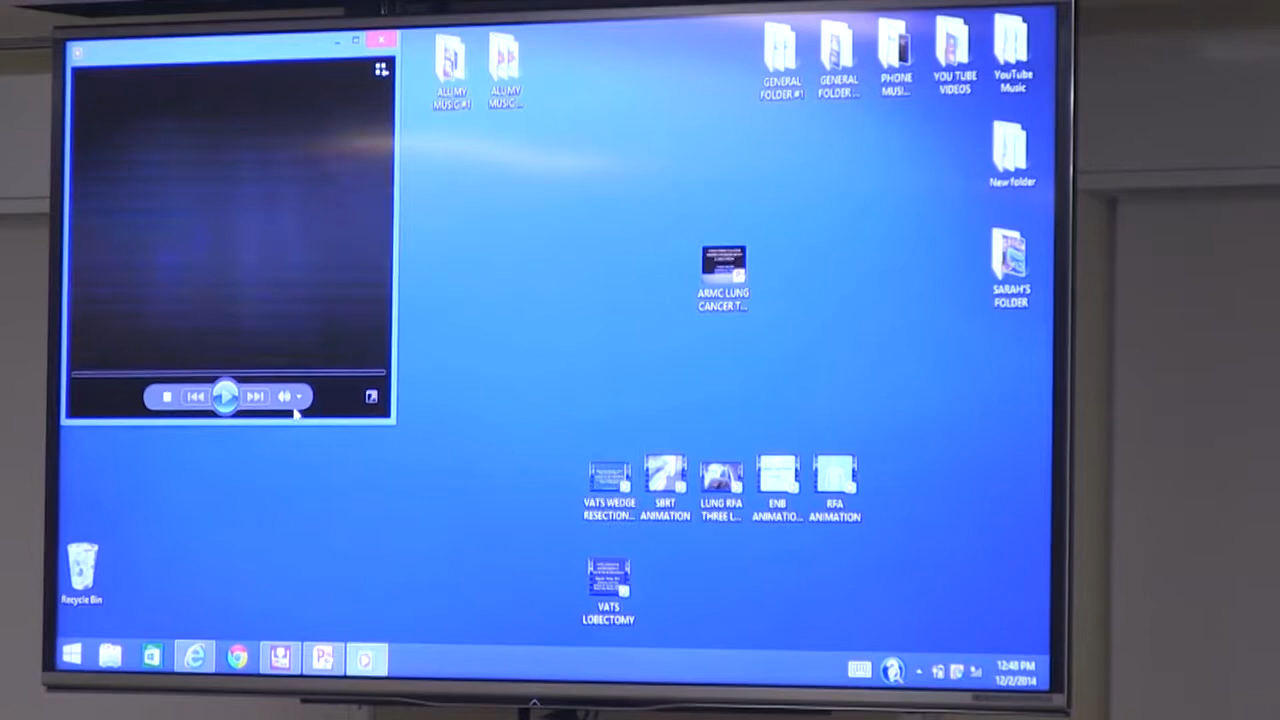 ALL MY
MUSIC #1
ALL MY
MUSIC ...
GENERAL
FOLDER #1
GENERAL
FOLDER ...
PHONE
MUSI...
YOU TUBE
VIDEOS
YouTube
Music
New folder
ARMC LUNG
CANCER T...
SARAH'S
FOLDER
VATS WEDGE
RESECTION...
SBRT
ANIMATION
LUNG RFA
THREE L...
ENB
ANIMATIO...
RFA
ANIMATION
Recycle Bin
VATS
LOBECTOMY
12:48 PM
12/2/2014